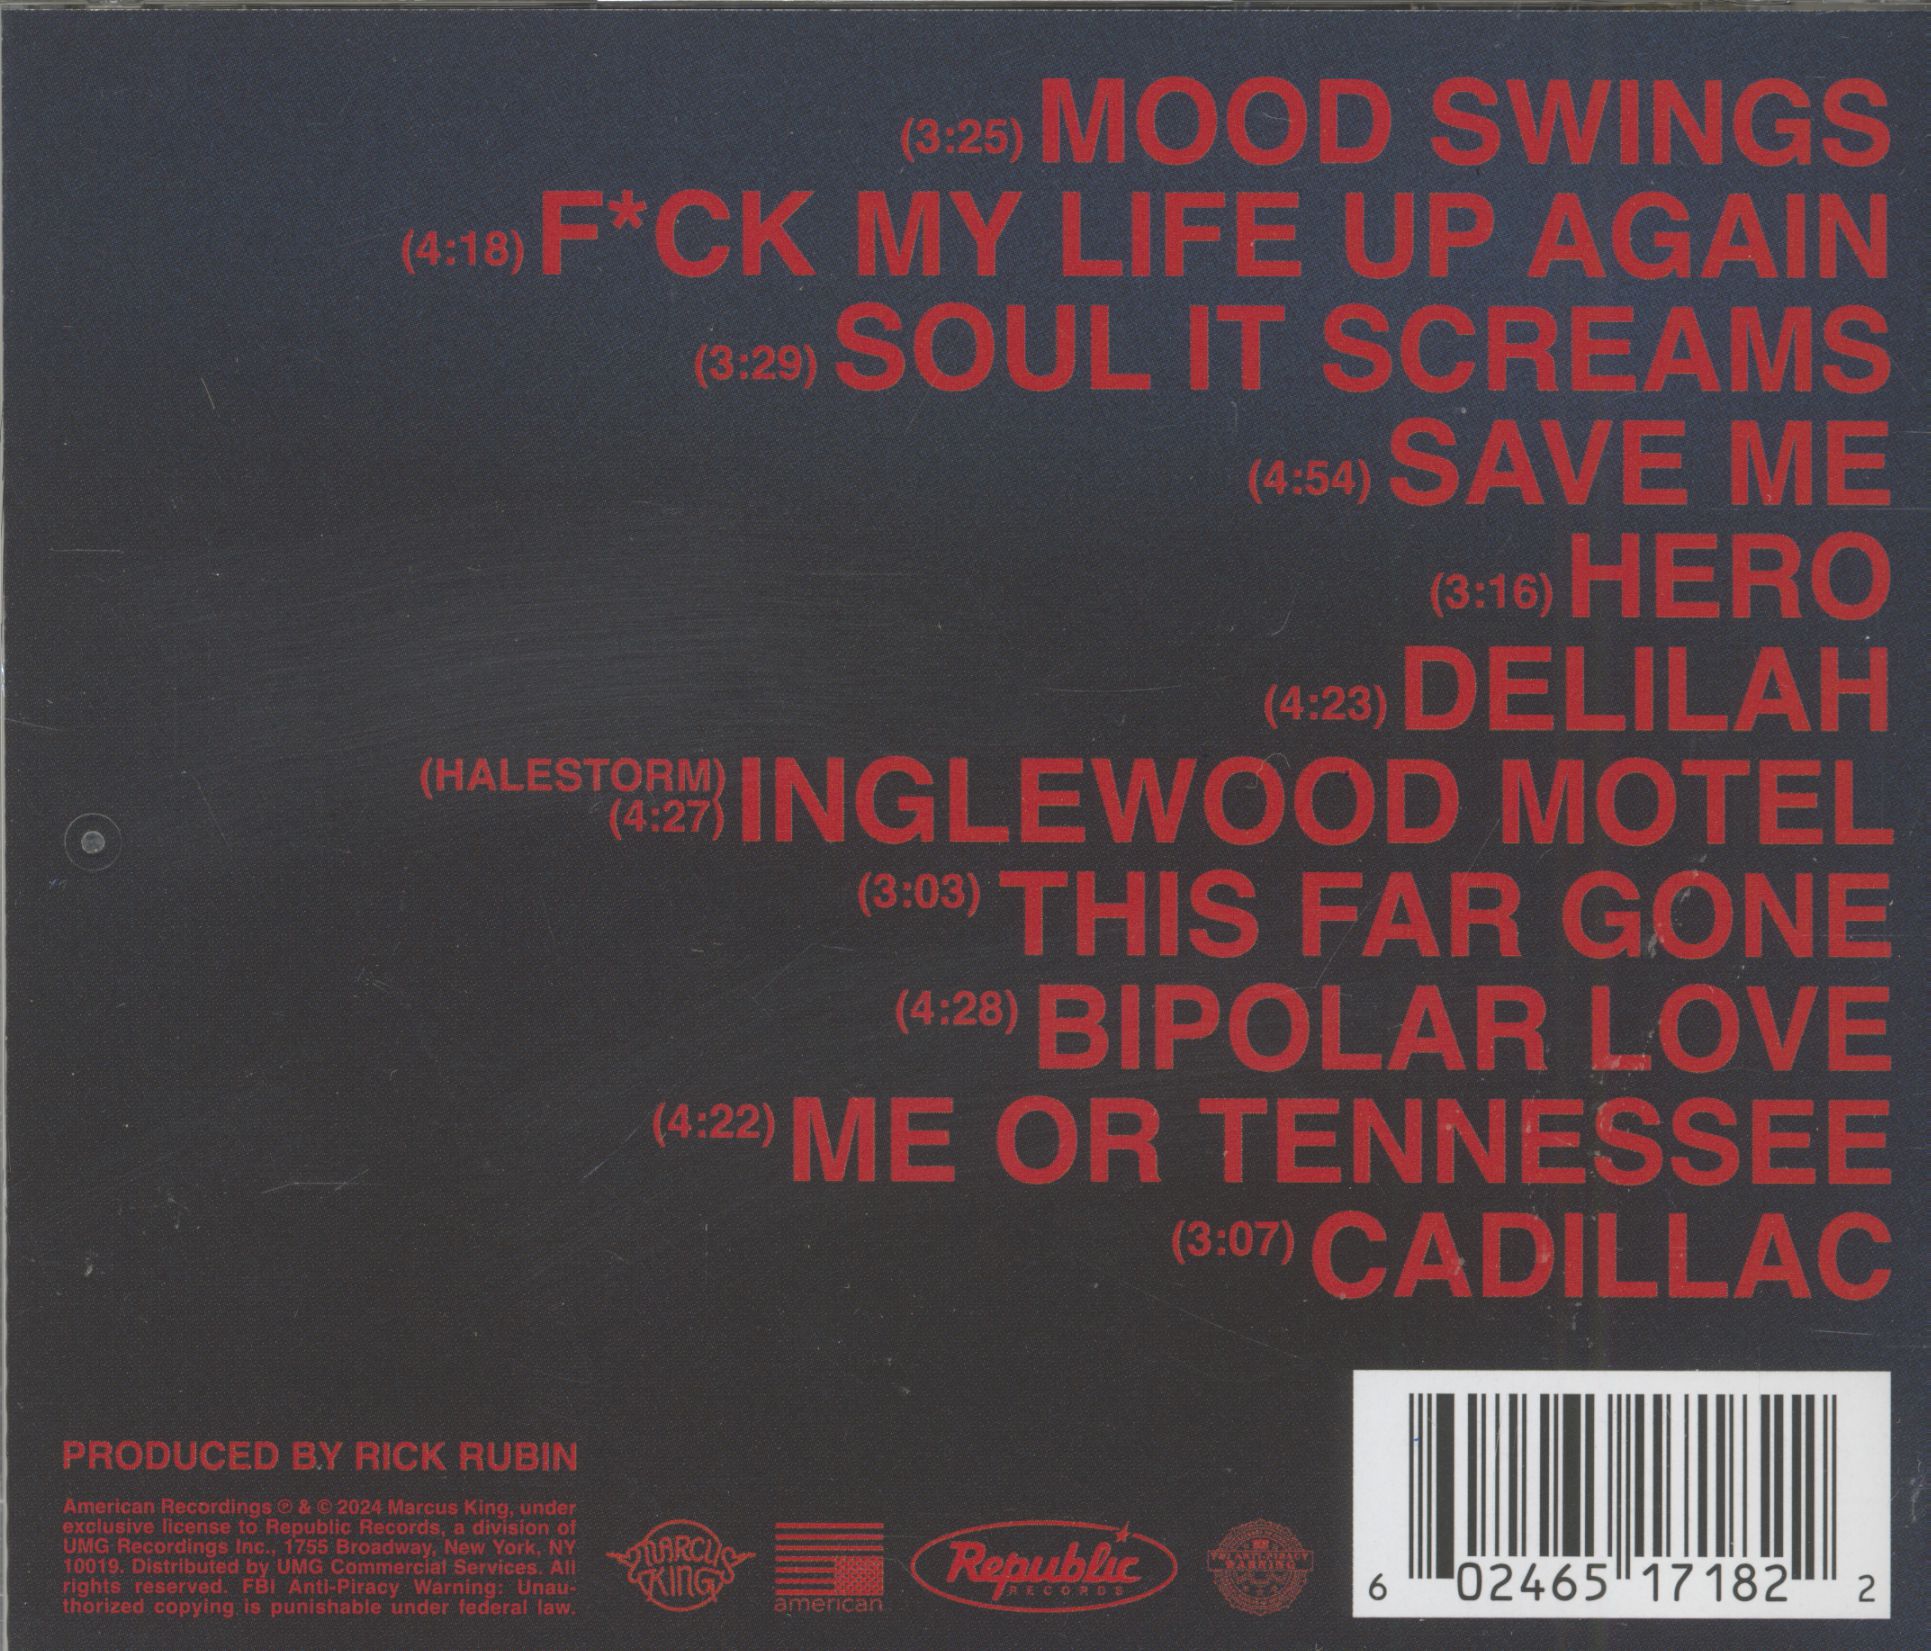 (3:25) MOOD SWINGS
(4:18) F*CK MY LIFE UP AGAIN
(3:29) SOUL IT SCREAMS
(4:54) SAVE ME
(3:16) HERO
(4:23) DELILAH
(HALESTORM)
(4:27) INGLEWOOD MOTEL
(3:03) THIS FAR GONE
(4:28) BIPOLAR LOVE
(4:22) ME OR TENNESSEE
(3:07) CADILLAC
PRODUCED BY RICK RUBIN
American Recordings ℗ & © 2024 Marcus King, under
exclusive license to Republic Records, a division of
UMG Recordings Inc., 1755 Broadway, New York, NY
10019. Distributed by UMG Commercial Services. All
rights reserved. FBI Anti-Piracy Warning: Unau-
thorized copying is punishable under federal law.
MARCUS
KING
american
Republic
RECORDS
FBI ANTI-PIRACY
WARNING
6 02465 17182 2